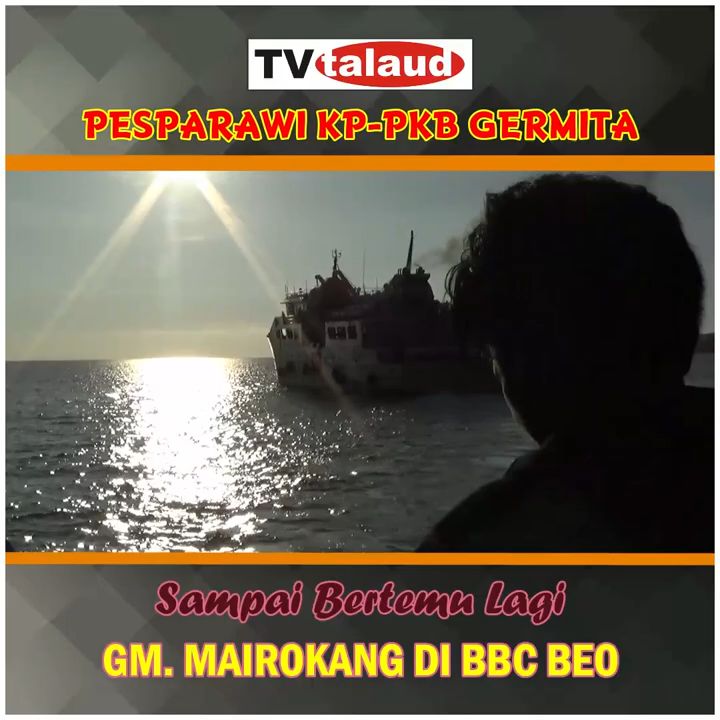 TVtalaud
PESPARAWI KP-PKB GERMITA
Sampai Bertemu Lagi
GM. MAIROKANG DI BBC BEO